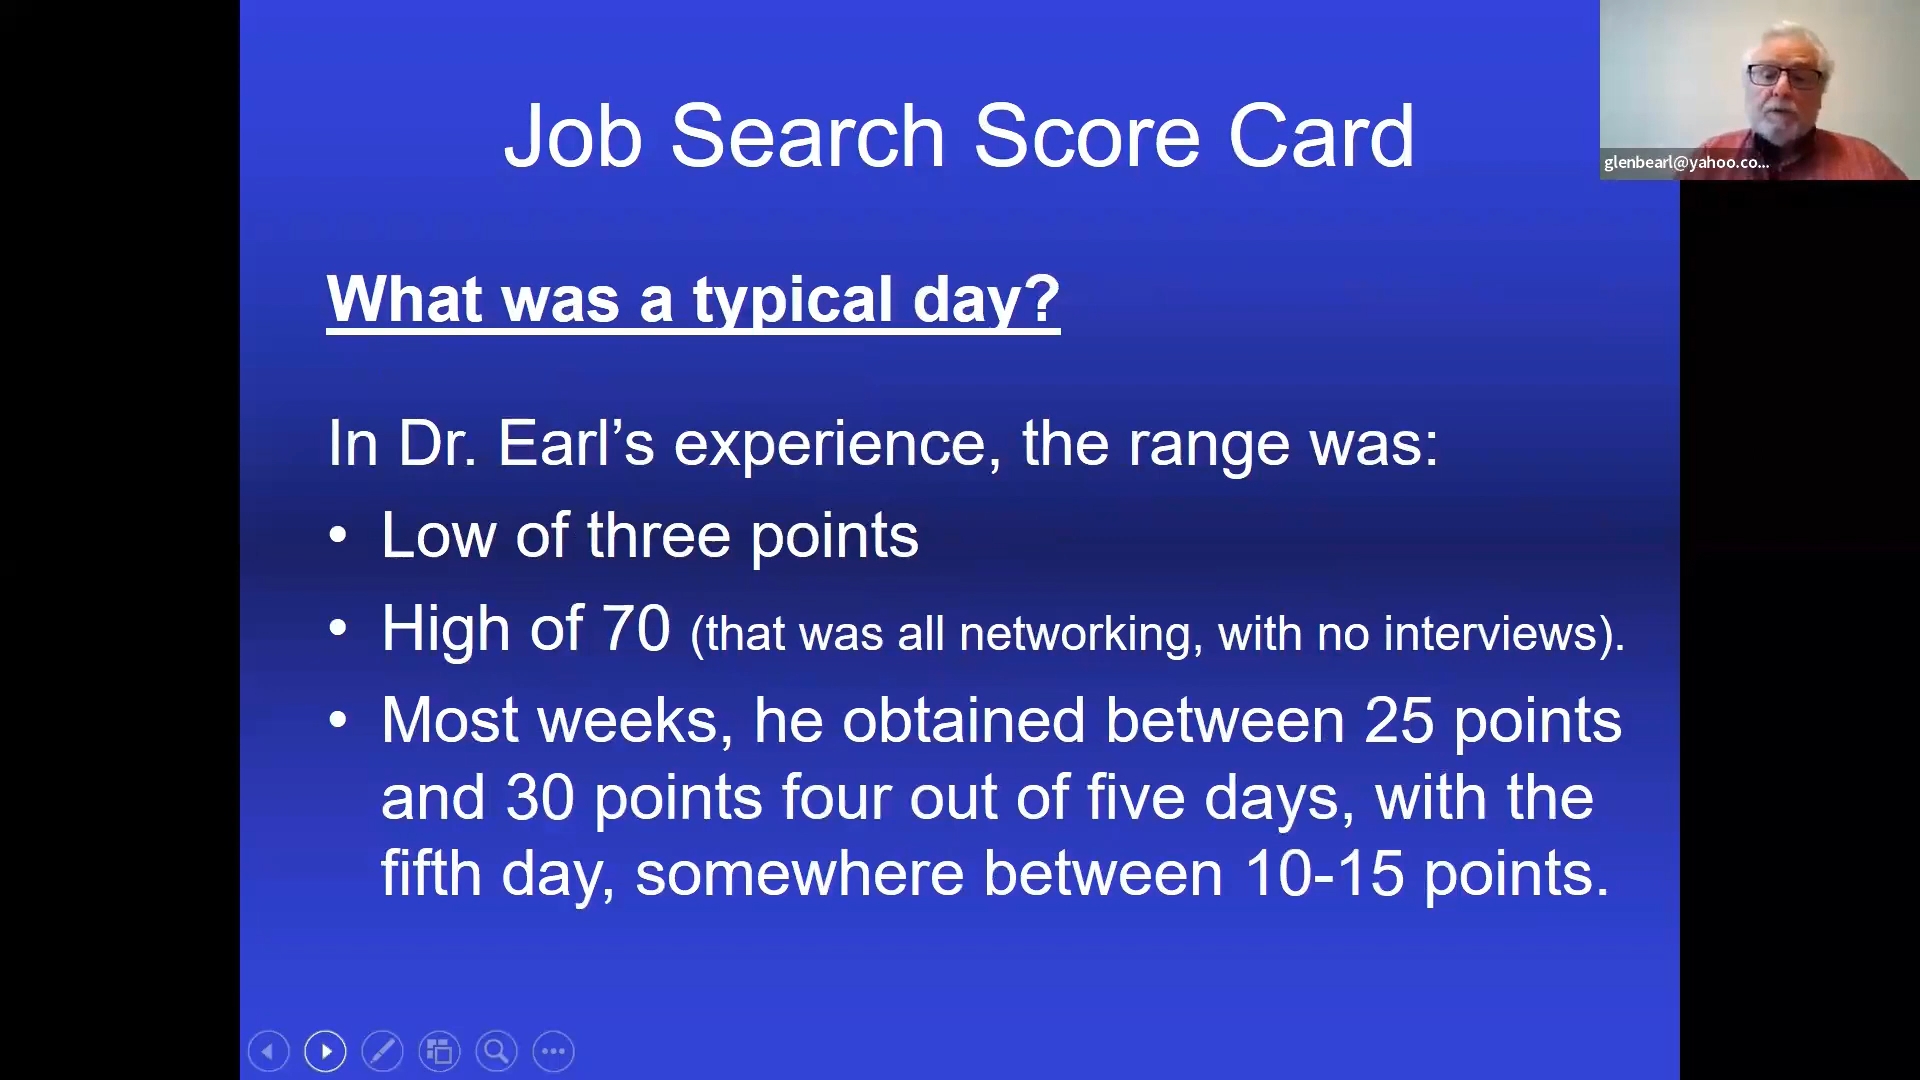 Job Search Score Card
glenbearl@yahoo.co...
What was a typical day?
In Dr. Earl’s experience, the range was:
• Low of three points
• High of 70 (that was all networking, with no interviews).
• Most weeks, he obtained between 25 points
and 30 points four out of five days, with the
fifth day, somewhere between 10-15 points.